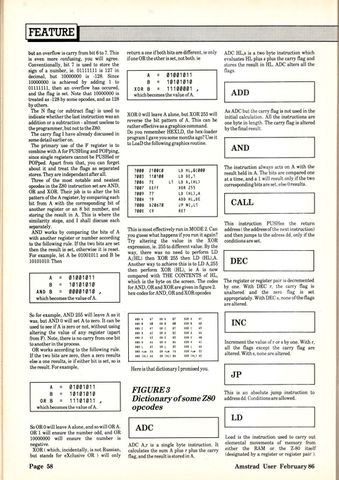 FEATURE
but an overflow is carry from bit 6 to 7. This
is even more confusing, you will agree.
Conventionally, bit 7 is used to store the
sign of a number, ie. 01111111 is 127 in
decimal, but 10000000 is -128. Since
10000000 is achieved by adding 1 to
01111111, then an overflow has occured,
and the flag is set. Note that 10000000 is
treated as -128 by some opcodes, and as 128
by others.
The N flag (or subtract flag) is used to
indicate whether the last instruction was an
addition or a subtraction - almost useless to
the programmer, but not to the Z80.
The carry flag I have already discussed in
some detail earlier on.
The primary use of the F register is to
combine with A for PUSHing and POPping,
since single registers cannot be PUSHed or
POPped. Apart from that, you can forget
about it and treat the flags as separated
stores. They are independent after all.
Three of the most notable and neatest
opcodes in the Z80 instruction set are AND,
OR and XOR. Their job is to alter the bit
pattern of the A register, by comparing each
bit from A with the corresponding bit of
another register or an 8 bit number, and
storing the result in A. This is where the
similarity stops, and I shall discuss each
separately.
AND works by comparing the bits of A
with another register or number according
to the following rule. If the two bits are set
then the result is set, otherwise it is reset.
For example, let A be 01001011 and B be
10101010. Then
A = 01001011
B = 10101010
AND B = 00001010 ,
which becomes the value of A.
So for example, AND 255 will leave A as it
was, but AND 0 will set A to zero. It can be
used to see if A is zero or not, without using
altering the value of any register (apart
from F). Note, there is no carry from one bit
to another in the process.
OR works according to the following rule.
If the two bits are zero, then a zero results
else a one results, if either bit is set, so is
the result. For example,
A = 01001011
B = 10101010
OR B = 11101011 ,
which becomes the value of A.
So OR 0 will leave A alone, and so will OR A.
OR 1 will ensure the number odd, and OR
10000000 will ensure the number is
negative.
XOR ( which, incidentally, is not Russian,
but stands for eXclusive OR ) will only
return a one if both bits are different, ie only
if one OR the other is set, not both. ie
A = 01001011
B = 10101010
XOR B = 11100001 ,
which becomes the value of A.
XOR 0 will leave A alone, but XOR 255 will
reverse the bit pattern of A. This can be
rather effective as a graphics command.
Do you remember HEXLD, the hex-loader
program I gave you some months ago? Use it
to LoaD the following graphics routine.
This is most effectively run in MODE 2. Can
you guess what happens if you run it again?
Try altering the value in the XOR
expression, ie. 255 to different value. By the
way, there was no need to perform LD
A,(HL) then XOR 255 then LD (HL),A.
Another way to achieve this is to LD A,255
then perform XOR (HL), ie A is now
compared with THE CONTENTS of HL,
which is the byte on the screen. The codes
for AND, OR and XOR are given in figure 2.
hex codes for AND, OR and XOR opcodes
Here is that dictionary I promised you.
FIGURE 3
Dictionary of some Z80
opcodes
ADC
ADC A,r is a single byte instruction. It
calculates the sum A plus r plus the carry
flag, and the result is stored in A.
ADC HL,s is a two byte instruction which
evaluates HL plus s plus the carry flag and
stores the result in HL. ADC alters all the
flags.
ADD
As ADC but the carry flag is not used in the
initial calculation. All the instructions are
one byte in length. The carry flag is altered
by the final result.
AND
The instruction always acts on A with the
result held in A. The bits are compared one
at a time, and a 1 will result only if the two
corresponding bits are set, else 0 results.
CALL
This instruction PUSHes the return
address ( the address of the next instruction)
and then jumps to the adress dd, only if the
conditions are set.
DEC
The register or register pair is decremented
by one. With DEC r, the carry flag is
unaltered and the zero flag is set
appropriately. With DEC s, none of the flags
are altered.
INC
Increment the value of r or s by one. With r,
all the flags except the carry flag are
altered. With s, none are altered.
JP
This is an absolute jump instruction to
address dd. Conditions are allowed.
LD
Load is the instruction used to carry out
elemental movements of memory from
either the RAM or the Z-80 itself
(designated by a register or register pair )
Page 58
Amstrad User February 86